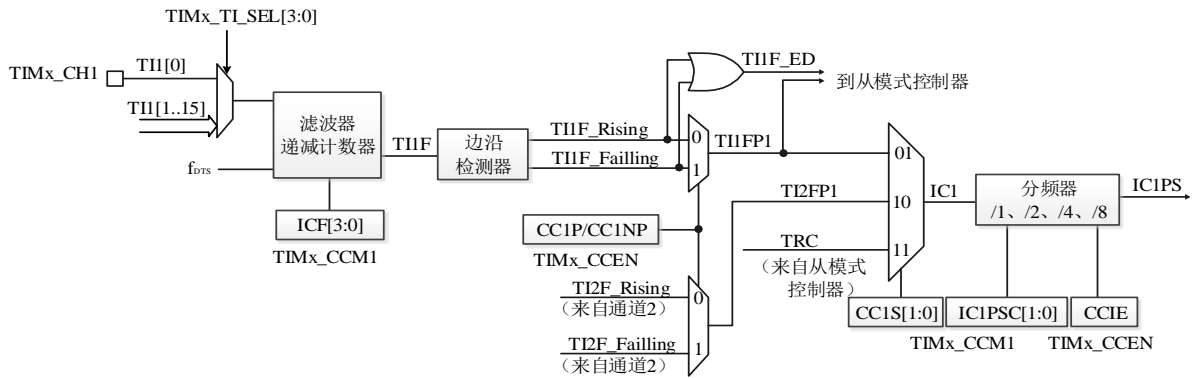 TIMx_TI_SEL[3:0]
TIMx_CH1
TI1[0]
TI1[1..15]
fDTS
滤波器
递减计数器
ICF[3:0]
TIMx_CCM1
TI1F
边沿
检测器
TI1F_Rising
TI1F_Failling
TI1F_ED
到从模式控制器
0
1
TI1FP1
CC1P/CC1NP
TIMx_CCEN
TI2F_Rising
(来自通道2)
TI2F_Failling
(来自通道2)
0
1
TI2FP1
TRC
（来自从模式
控制器）
01
10
11
IC1
分频器
/1、/2、/4、/8
IC1PS
CC1S[1:0]
IC1PSC[1:0]
CCIE
TIMx_CCM1
TIMx_CCEN